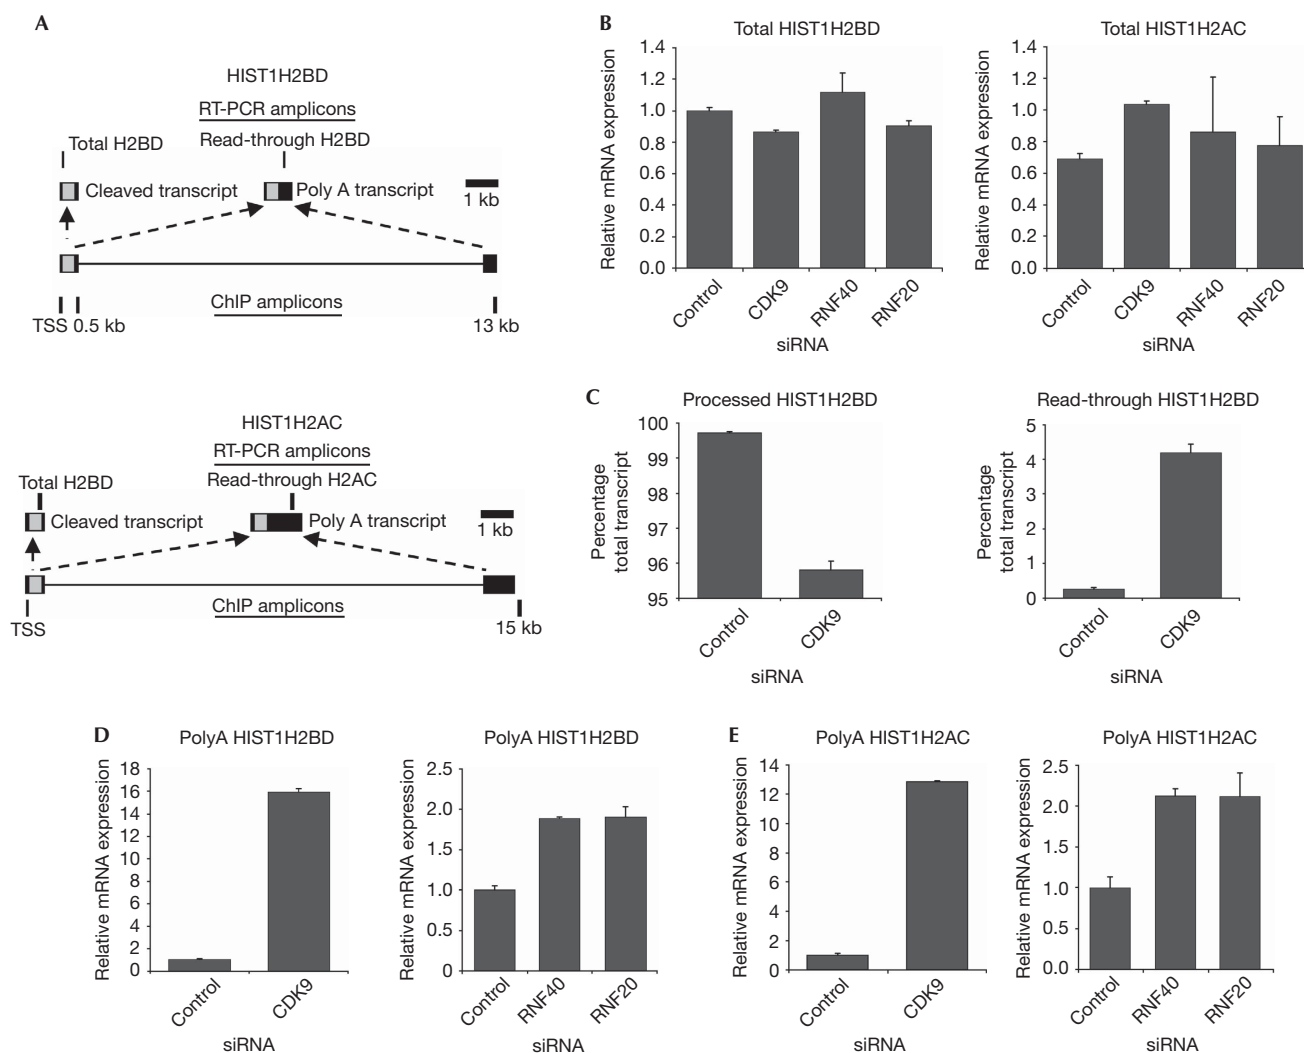 A
HIST1H2BD
RT-PCR amplicons
Total H2BD
Read-through H2BD
Cleaved transcript
Poly A transcript
1 kb
ChIP amplicons
TSS 0.5 kb
13 kb
HIST1H2AC
RT-PCR amplicons
Total H2BD
Read-through H2AC
Cleaved transcript
Poly A transcript
1 kb
ChIP amplicons
TSS
15 kb
B
Total HIST1H2BD
Relative mRNA expression
1.4
1.2
1.0
0.8
0.6
0.4
0.2
0.0
Control
CDK9
RNF40
RNF20
siRNA
Total HIST1H2AC
Relative mRNA expression
1.4
1.2
1.0
0.8
0.6
0.4
0.2
0.0
Control
CDK9
RNF40
RNF20
siRNA
C
Processed HIST1H2BD
Percentage
total transcript
100
99
98
97
96
95
Control
CDK9
siRNA
Read-through HIST1H2BD
Percentage
total transcript
5
4
3
2
1
0
Control
CDK9
siRNA
D
PolyA HIST1H2BD
Relative mRNA expression
18
16
14
12
10
8
6
4
2
0
Control
CDK9
siRNA
PolyA HIST1H2BD
Relative mRNA expression
2.5
2.0
1.5
1.0
0.5
0
Control
RNF40
RNF20
siRNA
E
PolyA HIST1H2AC
Relative mRNA expression
14
12
10
8
6
4
2
0
Control
CDK9
siRNA
PolyA HIST1H2AC
Relative mRNA expression
2.5
2.0
1.5
1.0
0.5
0.0
Control
RNF40
RNF20
siRNA